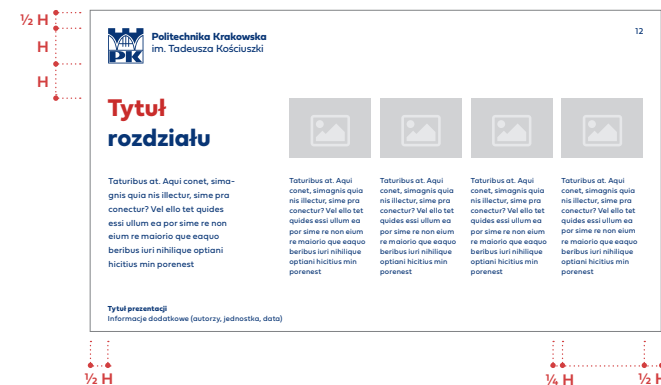 ½ H
H
H
PK
Politechnika Krakowska
im. Tadeusza Kościuszki
12
Tytuł
rozdziału
Taturibus at. Aqui conet, sima-
gnis quia nis illectur, sime pra
conectur? Vel ello tet quides
essi ullum ea por sime re non
eium re maiorio que eaquo
beribus iuri nihilique optiani
hicitius min porenest
Taturibus at. Aqui
conet, simagnis quia
nis illectur, sime pra
conectur? Vel ello tet
quides essi ullum ea
por sime re non eium
re maiorio que eaquo
beribus iuri nihilique
optiani hicitius min
porenest
Taturibus at. Aqui
conet, simagnis quia
nis illectur, sime pra
conectur? Vel ello tet
quides essi ullum ea
por sime re non eium
re maiorio que eaquo
beribus iuri nihilique
optiani hicitius min
porenest
Taturibus at. Aqui
conet, simagnis quia
nis illectur, sime pra
conectur? Vel ello tet
quides essi ullum ea
por sime re non eium
re maiorio que eaquo
beribus iuri nihilique
optiani hicitius min
porenest
Taturibus at. Aqui
conet, simagnis quia
nis illectur, sime pra
conectur? Vel ello tet
quides essi ullum ea
por sime re non eium
re maiorio que eaquo
beribus iuri nihilique
optiani hicitius min
porenest
Tytuł prezentacji
Informacje dodatkowe (autorzy, jednostka, data)
½ H
¼ H
½ H